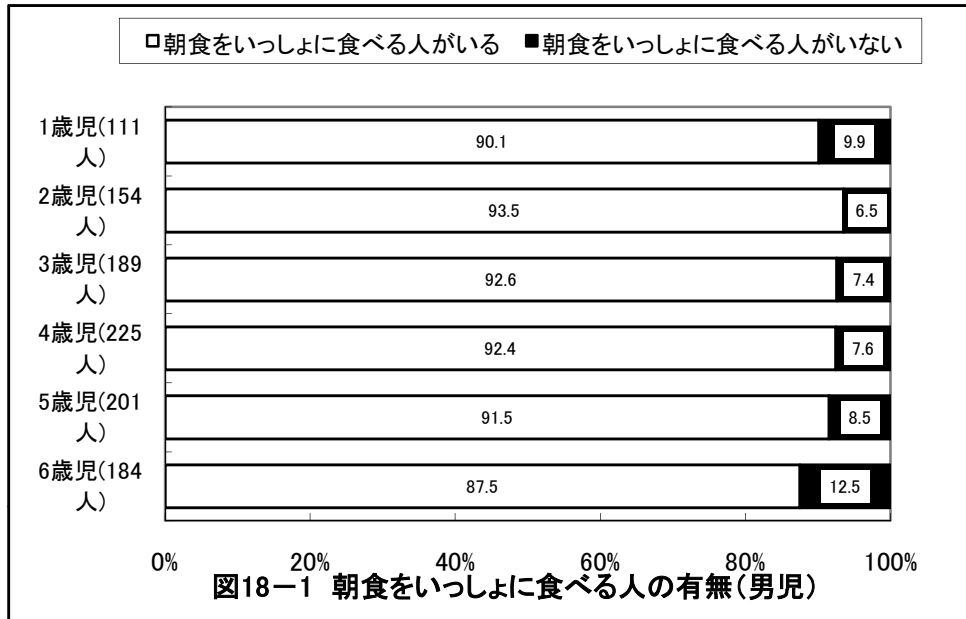 □朝食をいっしょに食べる人がいる ■朝食をいっしょに食べる人がいない
1歳児(111
人)
90.1 9.9
2歳児(154
人)
93.5 6.5
3歳児(189
人)
92.6 7.4
4歳児(225
人)
92.4 7.6
5歳児(201
人)
91.5 8.5
6歳児(184
人)
87.5 12.5
0% 20% 40% 60% 80% 100%
図18－1 朝食をいっしょに食べる人の有無(男児)